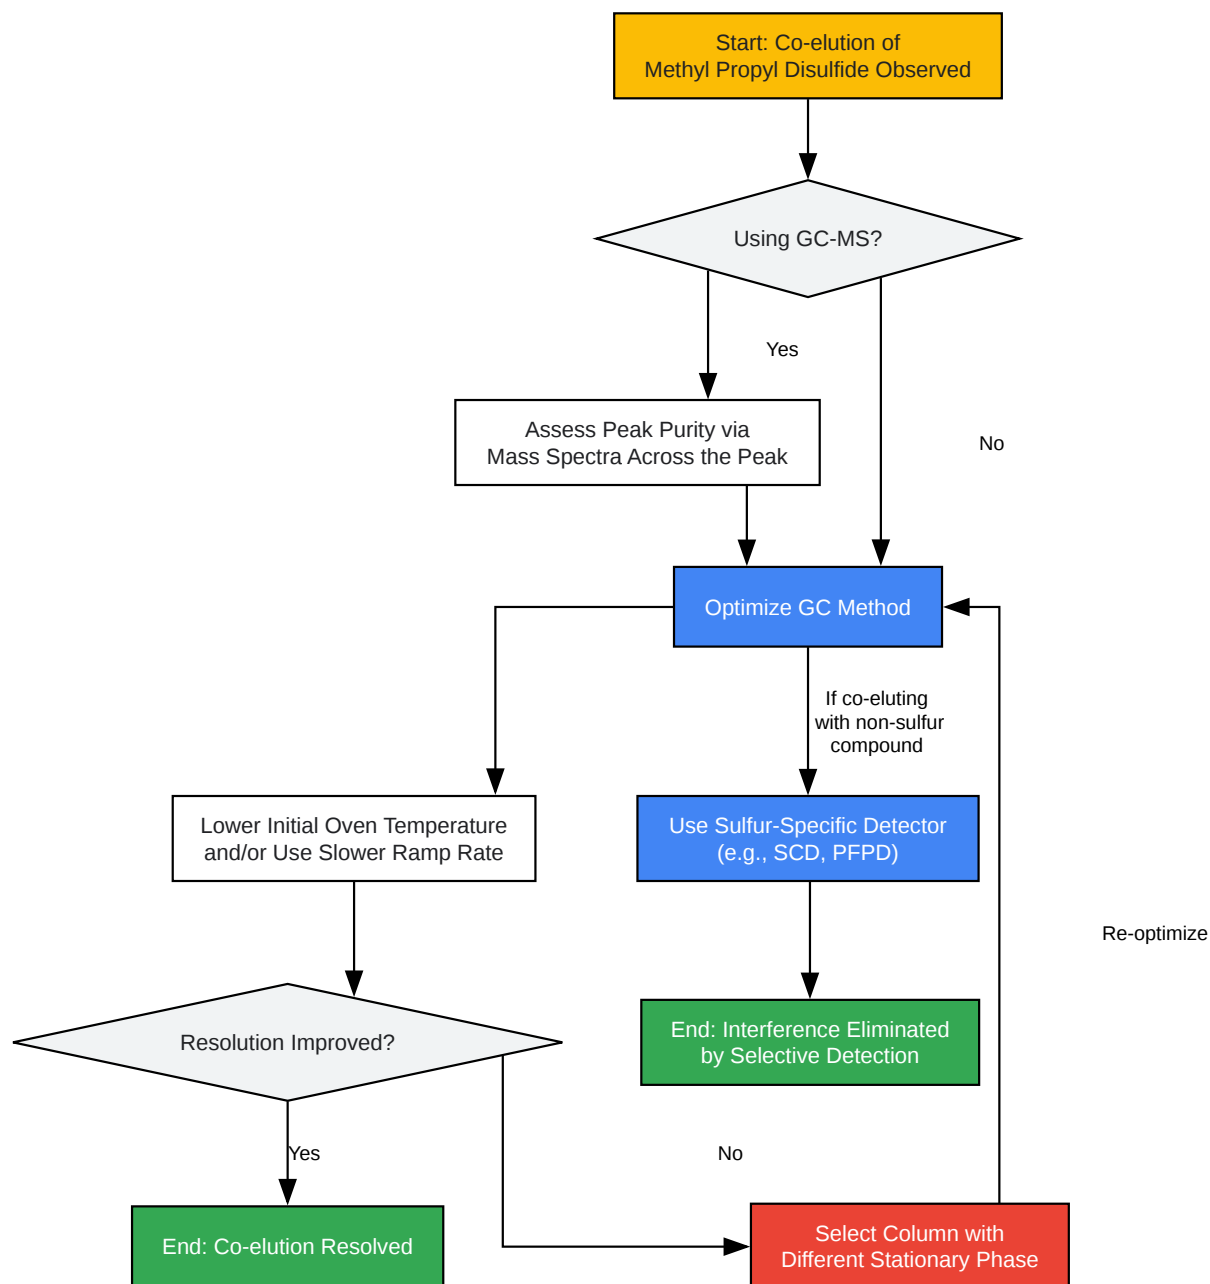 Start: Co-elution of
Methyl Propyl Disulfide Observed
Using GC-MS?
Yes
Assess Peak Purity via
Mass Spectra Across the Peak
No
Optimize GC Method
If co-eluting
with non-sulfur
compound
Lower Initial Oven Temperature
and/or Use Slower Ramp Rate
Use Sulfur-Specific Detector
(e.g., SCD, PFPD)
Re-optimize
Resolution Improved?
End: Interference Eliminated
by Selective Detection
Yes
No
End: Co-elution Resolved
Select Column with
Different Stationary Phase